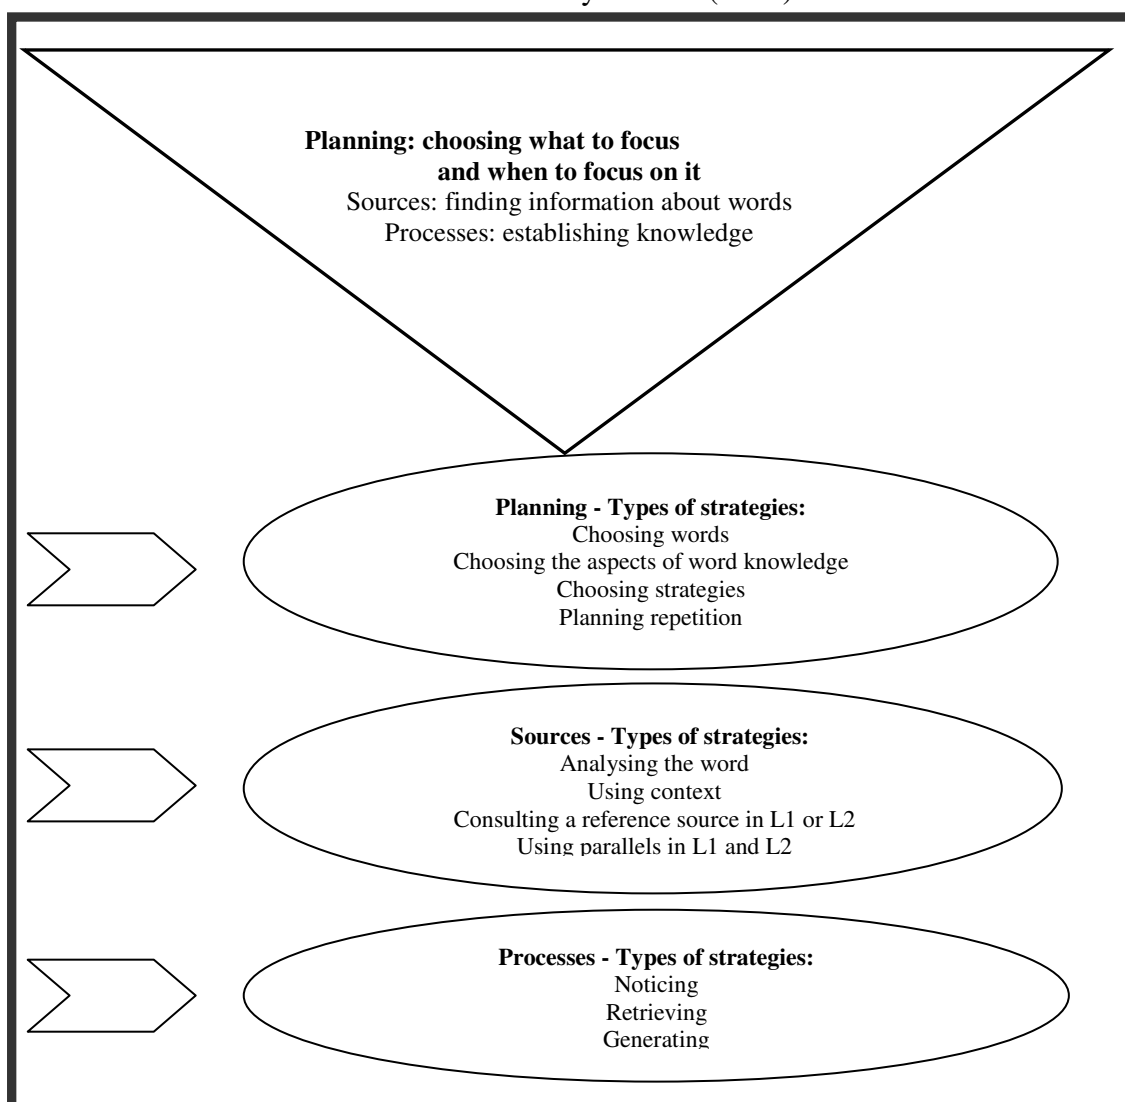 Planning: choosing what to focus
and when to focus on it
Sources: finding information about words
Processes: establishing knowledge
Planning - Types of strategies:
Choosing words
Choosing the aspects of word knowledge
Choosing strategies
Planning repetition
Sources - Types of strategies:
Analysing the word
Using context
Consulting a reference source in L1 or L2
Using parallels in L1 and L2
Processes - Types of strategies:
Noticing
Retrieving
Generating